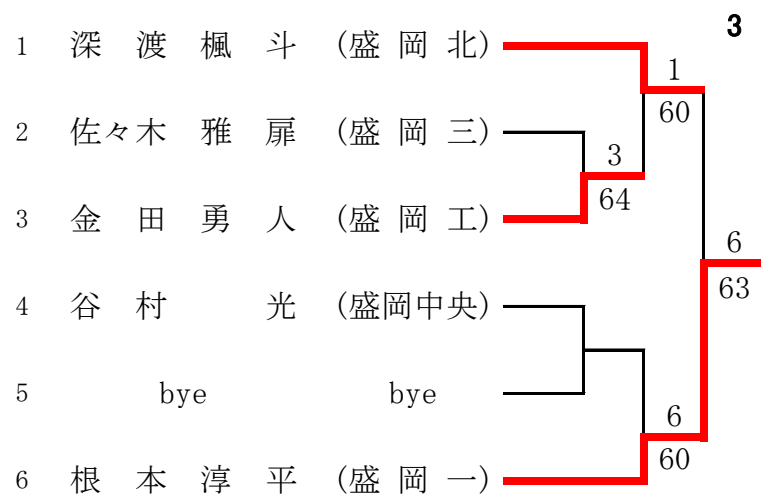 3
1 深渡楓斗 (盛岡北)
1
60
2 佐々木雅扉 (盛岡三)
3
64
3 金田勇人 (盛岡工)
6
63
4 谷村 光 (盛岡中央)
5 bye bye
6
60
6 根本淳平 (盛岡一)